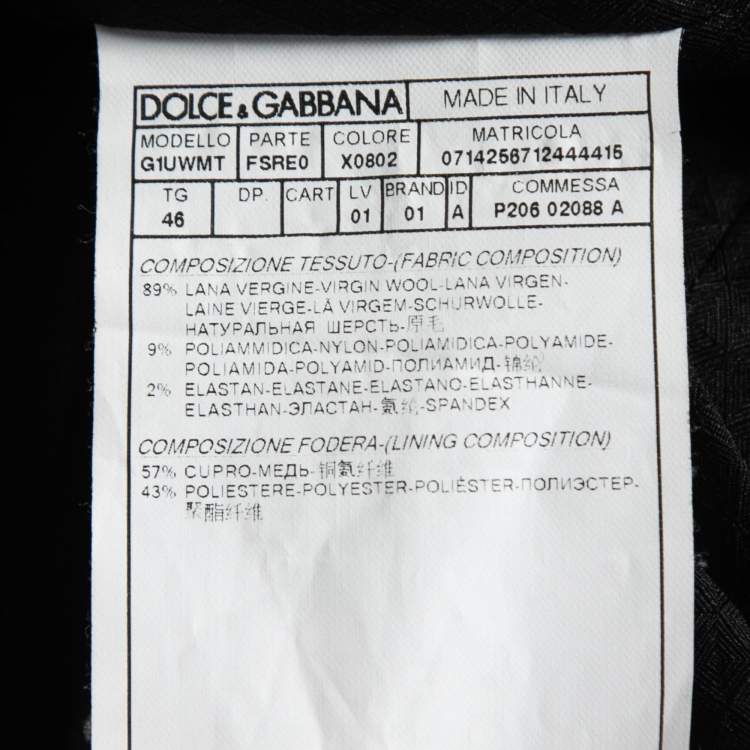 DOLCE & GABBANA MADE IN ITALY
MODELLO PARTE COLORE MATRICOLA
G1UWMT FSRE0 X0802 0714256712444415
TG DP. CART LV BRAND ID COMMESSA
46 01 01 A P206 02088 A
COMPOSIZIONE TESSUTO-(FABRIC COMPOSITION)
89% LANA VERGINE-VIRGIN WOOL-LANA VIRGEN-
LAINE VIERGE-LÀ VIRGEM-SCHURWOLLE-
НАТУРАЛЬНАЯ ШЕРСТЬ-原毛
9% POLIAMMIDICA-NYLON-POLIAMIDICA-POLYAMIDE-
POLIAMIDA-POLYAMID-ПОЛИАМИД-锦纶
2% ELASTAN-ELASTANE-ELASTANO-ELASTHANNE-
ELASTHAN-ЭЛАСТАН-氨纶-SPANDEX
COMPOSIZIONE FODERA-(LINING COMPOSITION)
57% CUPRO-МЕДЬ-铜氨纤维
43% POLIESTERE-POLYESTER-POLIÉSTER-ПОЛИЭСТЕР-
聚酯纤维